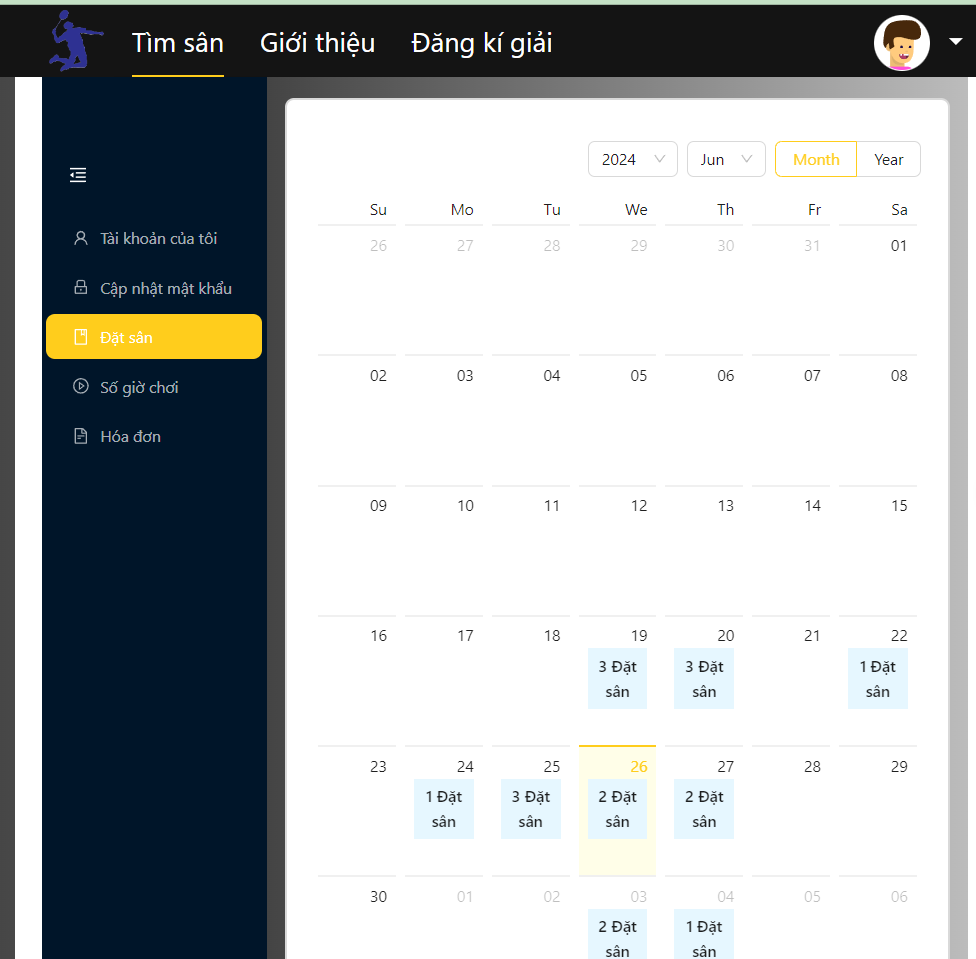 Tìm sân Giới thiệu Đăng kí giải
Tài khoản của tôi
Cập nhật mật khẩu
Đặt sân
Số giờ chơi
Hóa đơn
2024 Jun Month Year
Su Mo Tu We Th Fr Sa
26 27 28 29 30 31 01
02 03 04 05 06 07 08
09 10 11 12 13 14 15
16 17 18 19 20 21 22
3 Đặt 3 Đặt 1 Đặt
sân sân sân
23 24 25 26 27 28 29
1 Đặt 3 Đặt 2 Đặt 2 Đặt
sân sân sân sân
30 01 02 03 04 05 06
2 Đặt 1 Đặt
sân sân